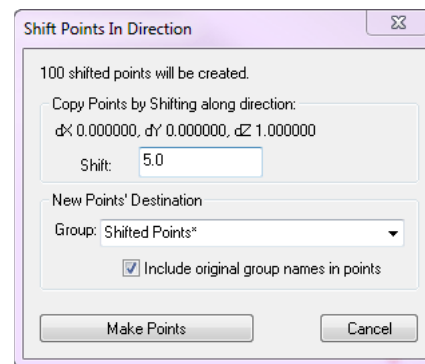 Shift Points In Direction
100 shifted points will be created.
Copy Points by Shifting along direction:
dX 0.000000, dY 0.000000, dZ 1.000000
Shift: 5.0
New Points' Destination
Group: Shifted Points*
Include original group names in points
Make Points Cancel